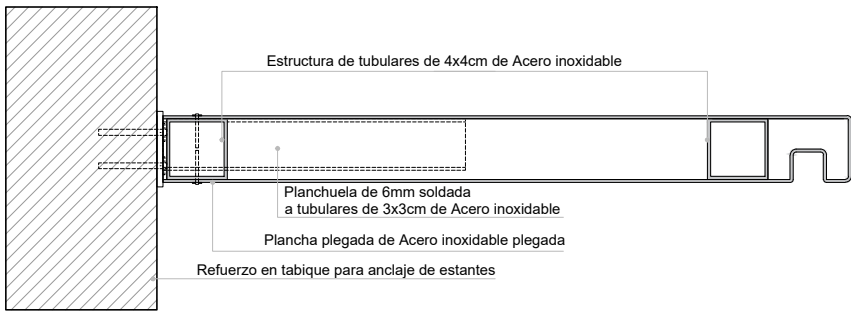 Estructura de tubulares de 4x4cm de Acero inoxidable
Planchuela de 6mm soldada
a tubulares de 3x3cm de Acero inoxidable
Plancha plegada de Acero inoxidable plegada
Refuerzo en tabique para anclaje de estantes